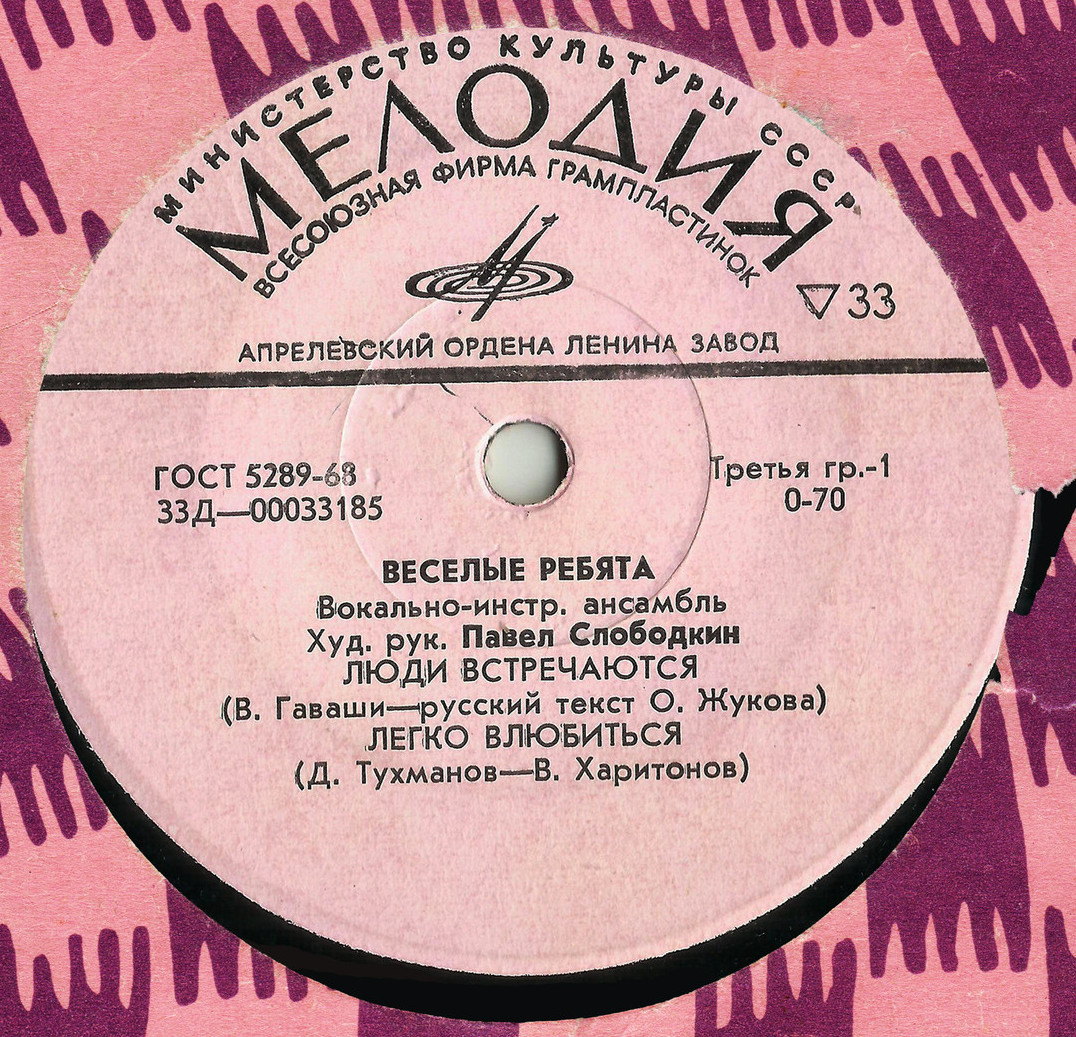 МИНИСТЕРСТВО КУЛЬТУРЫ СССР
МЕЛОДИЯ
ВСЕСОЮЗНАЯ ФИРМА ГРАМПЛАСТИНОК
▽33
АПРЕЛЕВСКИЙ ОРДЕНА ЛЕНИНА ЗАВОД
ГОСТ 5289-68
Третья гр.-1
33Д—00033185
0-70
ВЕСЕЛЫЕ РЕБЯТА
Вокально-инстр. ансамбль
Худ. рук. Павел Слободкин
ЛЮДИ ВСТРЕЧАЮТСЯ
(В. Гаваши—русский текст О. Жукова)
ЛЕГКО ВЛЮБИТЬСЯ
(Д. Тухманов—В. Харитонов)